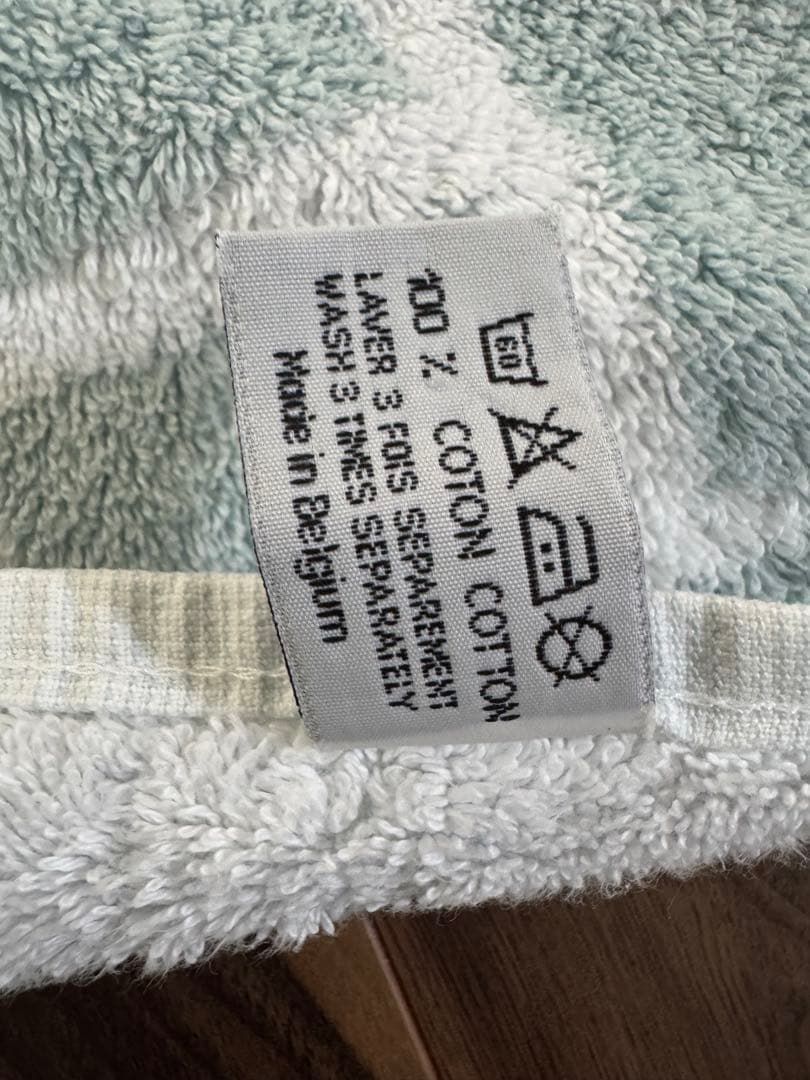 60
100 % COTON COTTON
LAVER 3 FOIS SEPAREMENT
WASH 3 TIMES SEPARATELY
Made in Belgium